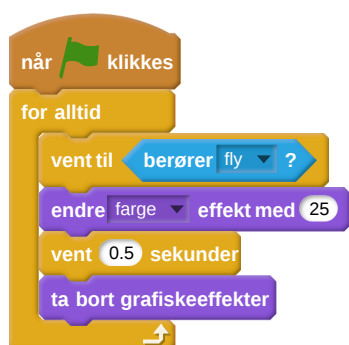 når klikkes
for alltid
vent til berører fly ?
endre farge effekt med 25
vent 0.5 sekunder
ta bort grafiskeeffekter